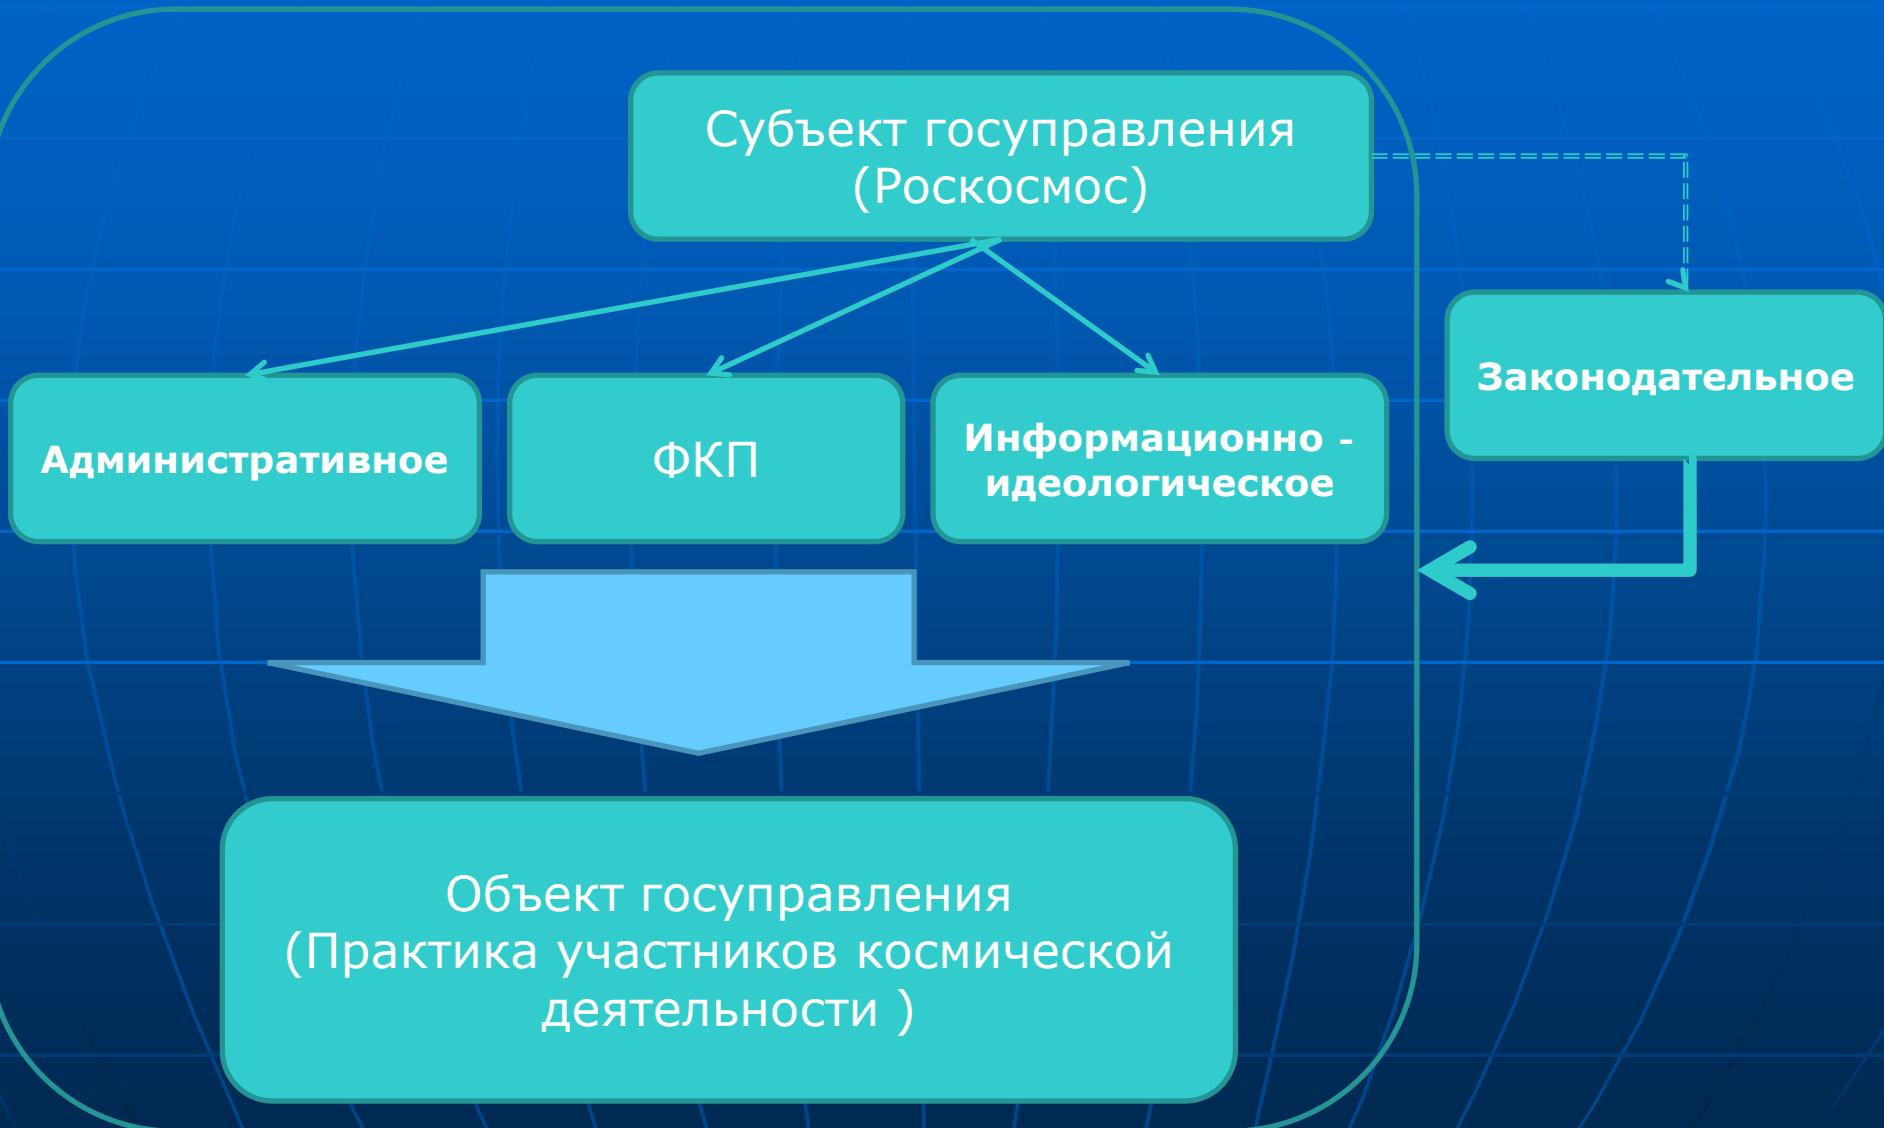 Субъект госуправления
(Роскосмос)
Законодательное
Административное
ФКП
Информационно -
идеологическое
Объект госуправления
(Практика участников космической
деятельности )